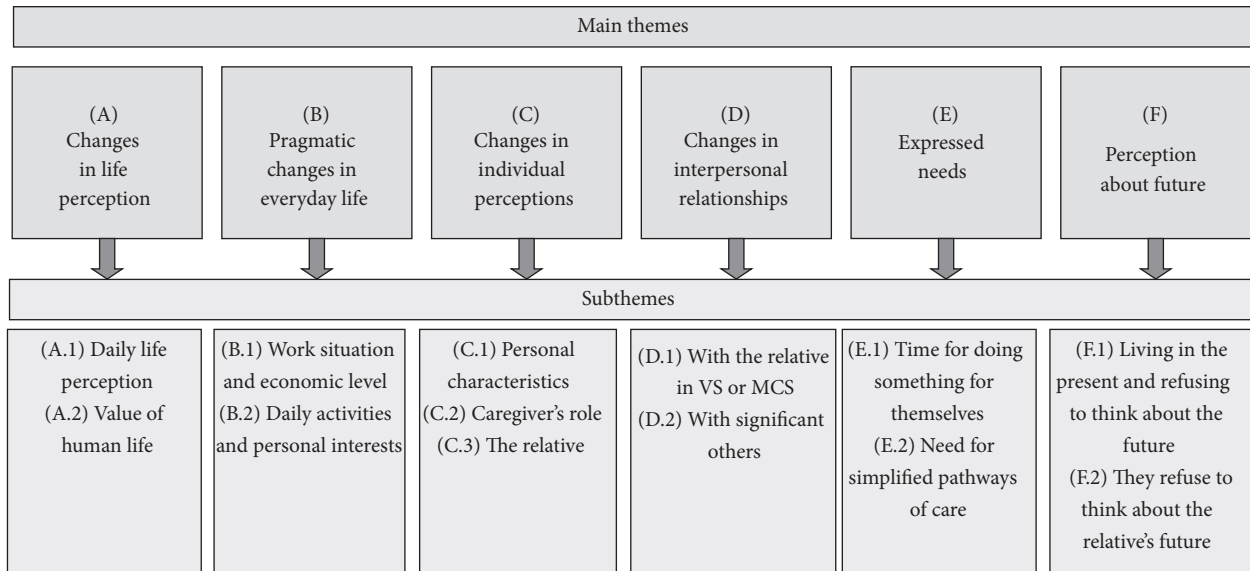 Main themes
(A)
Changes
in life
perception
(B)
Pragmatic
changes in
everyday life
(C)
Changes in
individual
perceptions
(D)
Changes in
interpersonal
relationships
(E)
Expressed
needs
(F)
Perception
about future
Subthemes
(A.1) Daily life
perception
(A.2) Value of
human life
(B.1) Work situation
and economic level
(B.2) Daily activities
and personal interests
(C.1) Personal
characteristics
(C.2) Caregiver’s role
(C.3) The relative
(D.1) With the relative
in VS or MCS
(D.2) With significant
others
(E.1) Time for doing
something for
themselves
(E.2) Need for
simplified pathways
of care
(F.1) Living in the
present and refusing
to think about the
future
(F.2) They refuse to
think about the
relative’s future